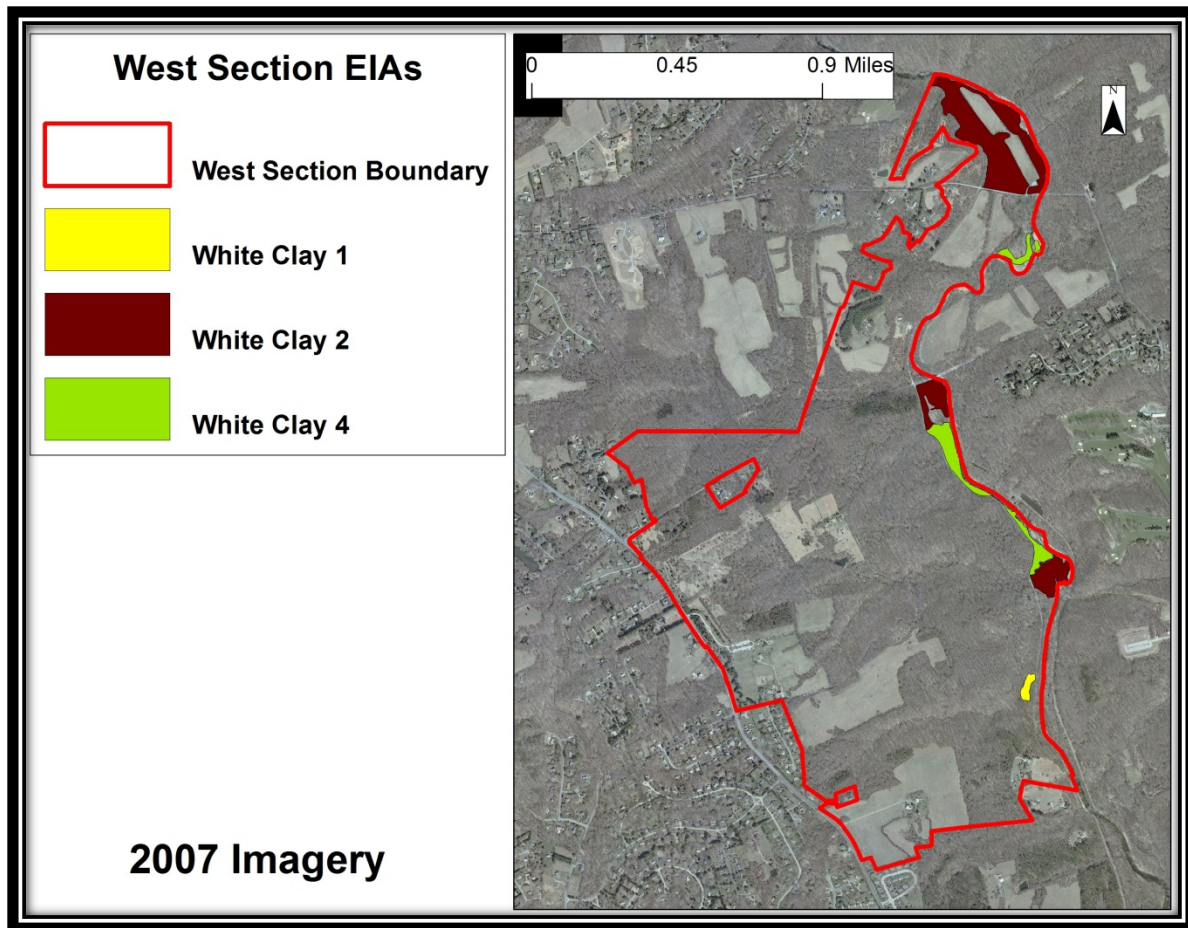 West Section EIAs
West Section Boundary
White Clay 1
White Clay 2
White Clay 4
2007 Imagery
0 0.45 0.9 Miles
N